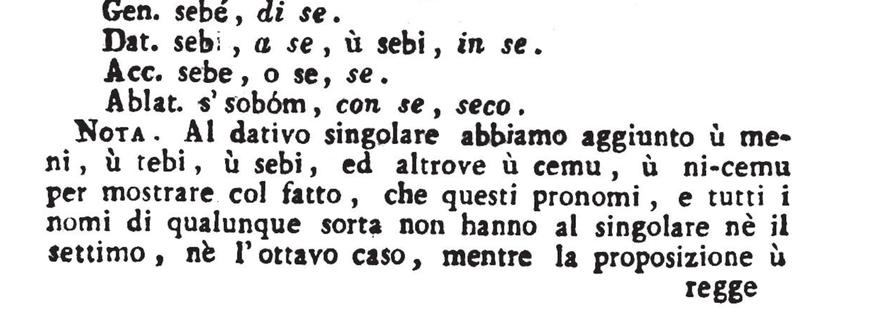 Gen. sebé, di se.
Dat. sebi, a se, ù sebi, in se.
Acc. sebe, o se, se.
Ablat. s' sobóm, con se, seco.
NOTA. Al dativo singolare abbiamo aggiunto ù me-
ni, ù tebi, ù sebi, ed altrove ù cemu, ù ni-cemu
per mostrare col fatto, che questi pronomi, e tutti i
nomi di qualunque sorta non hanno al singolare nè il
settimo, nè l'ottavo caso, mentre la proposizione ù
regge